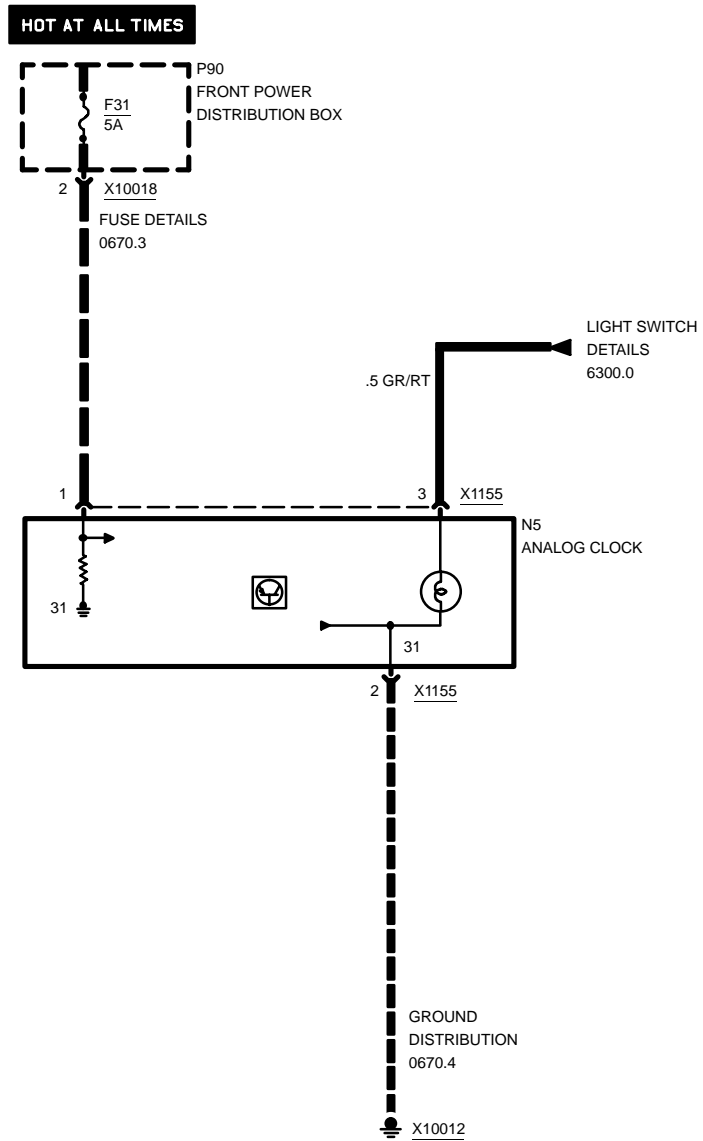 HOT AT ALL TIMES
P90
FRONT POWER
DISTRIBUTION BOX
F31
5A
2 X10018
FUSE DETAILS
0670.3
LIGHT SWITCH
DETAILS
6300.0
.5 GR/RT
1 3 X1155
N5
ANALOG CLOCK
31
31
2 X1155
GROUND
DISTRIBUTION
0670.4
X10012